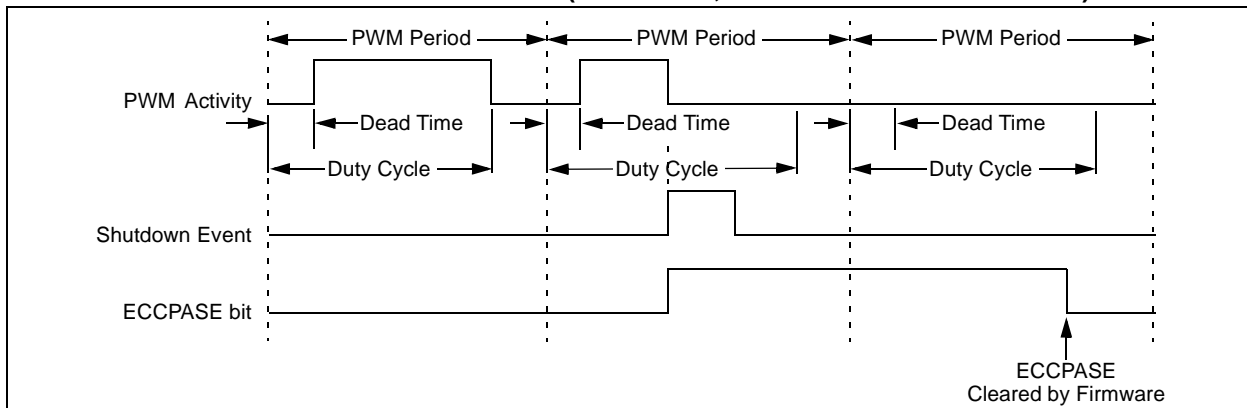 PWM Period PWM Period PWM Period
PWM Activity
Dead Time Dead Time Dead Time
Duty Cycle Duty Cycle Duty Cycle
Shutdown Event
ECCPASE bit
ECCPASE
Cleared by Firmware